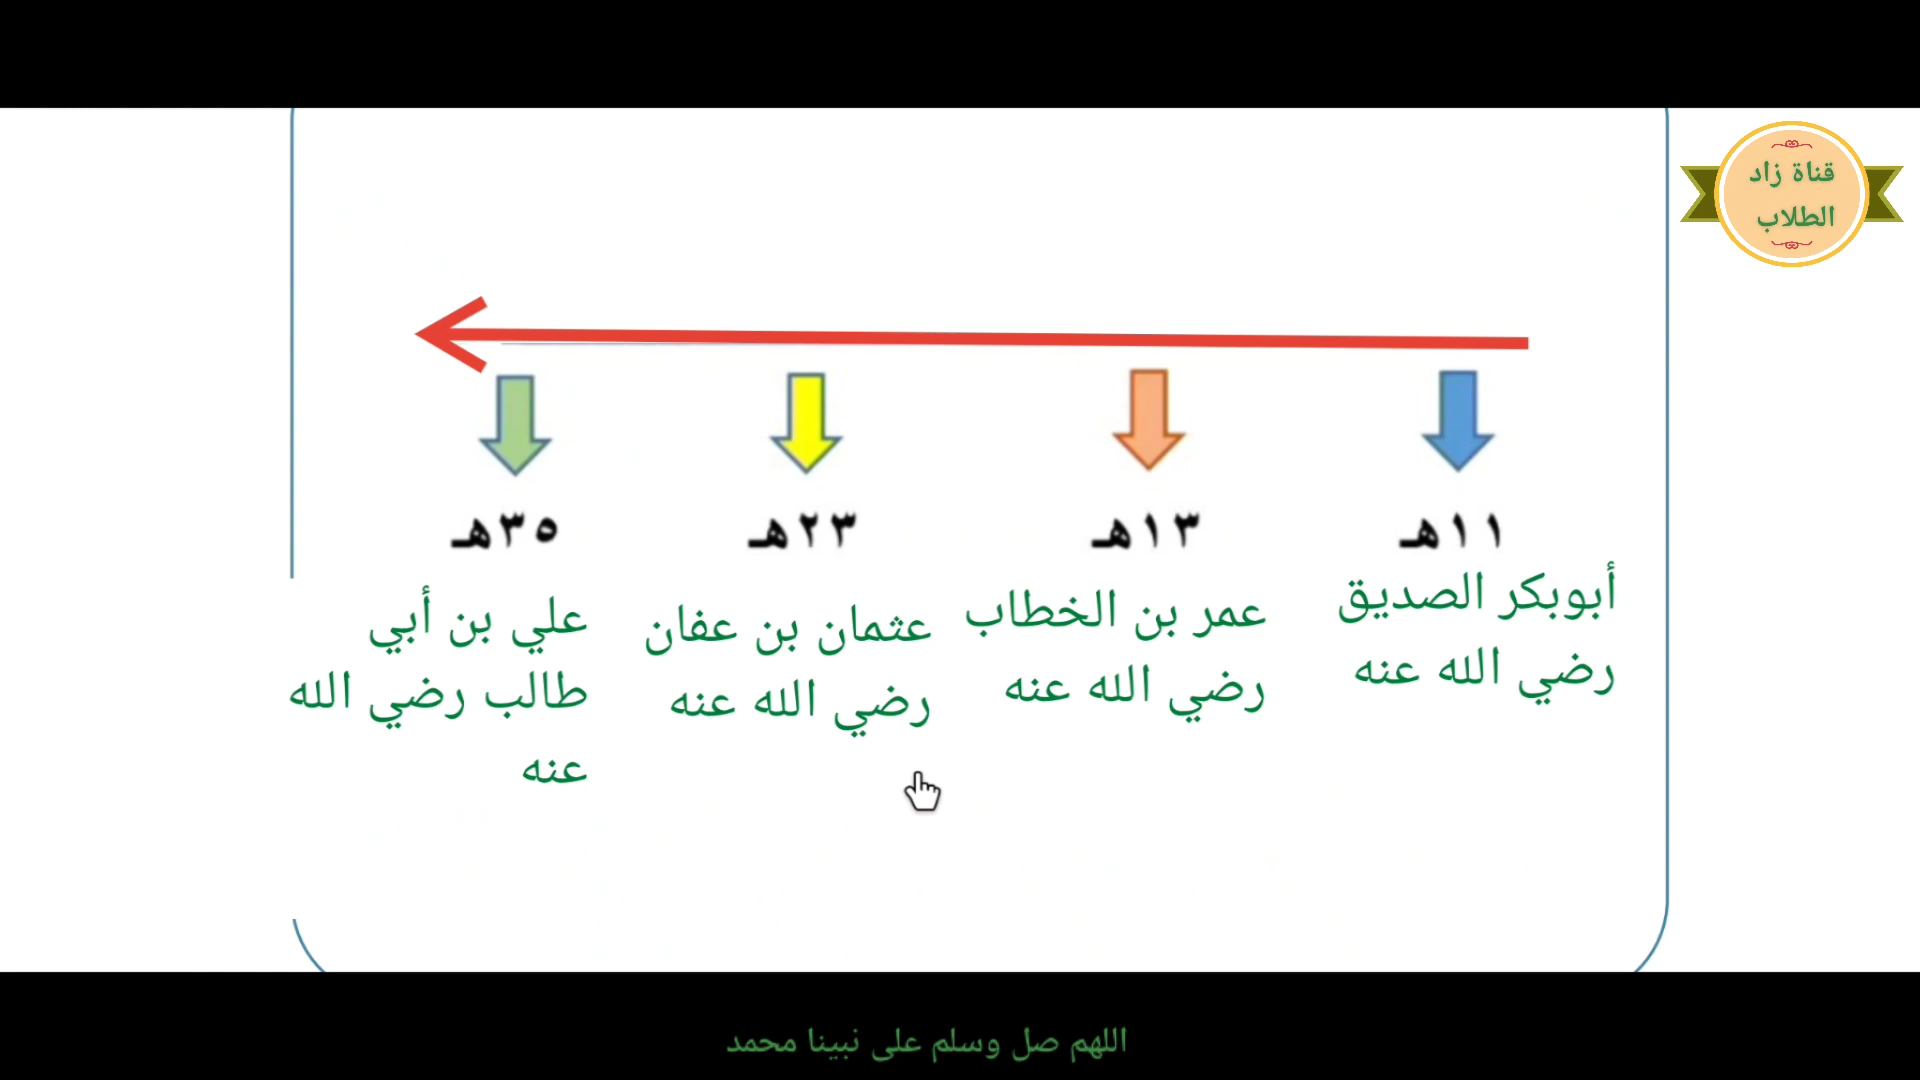 قناة زاد
الطلاب
١١هـ
١٣هـ
٢٣هـ
٣٥هـ
أبوبكر الصديق
رضي الله عنه
عمر بن الخطاب
رضي الله عنه
عثمان بن عفان
رضي الله عنه
علي بن أبي
طالب رضي الله
عنه
اللهم صل وسلم على نبينا محمد